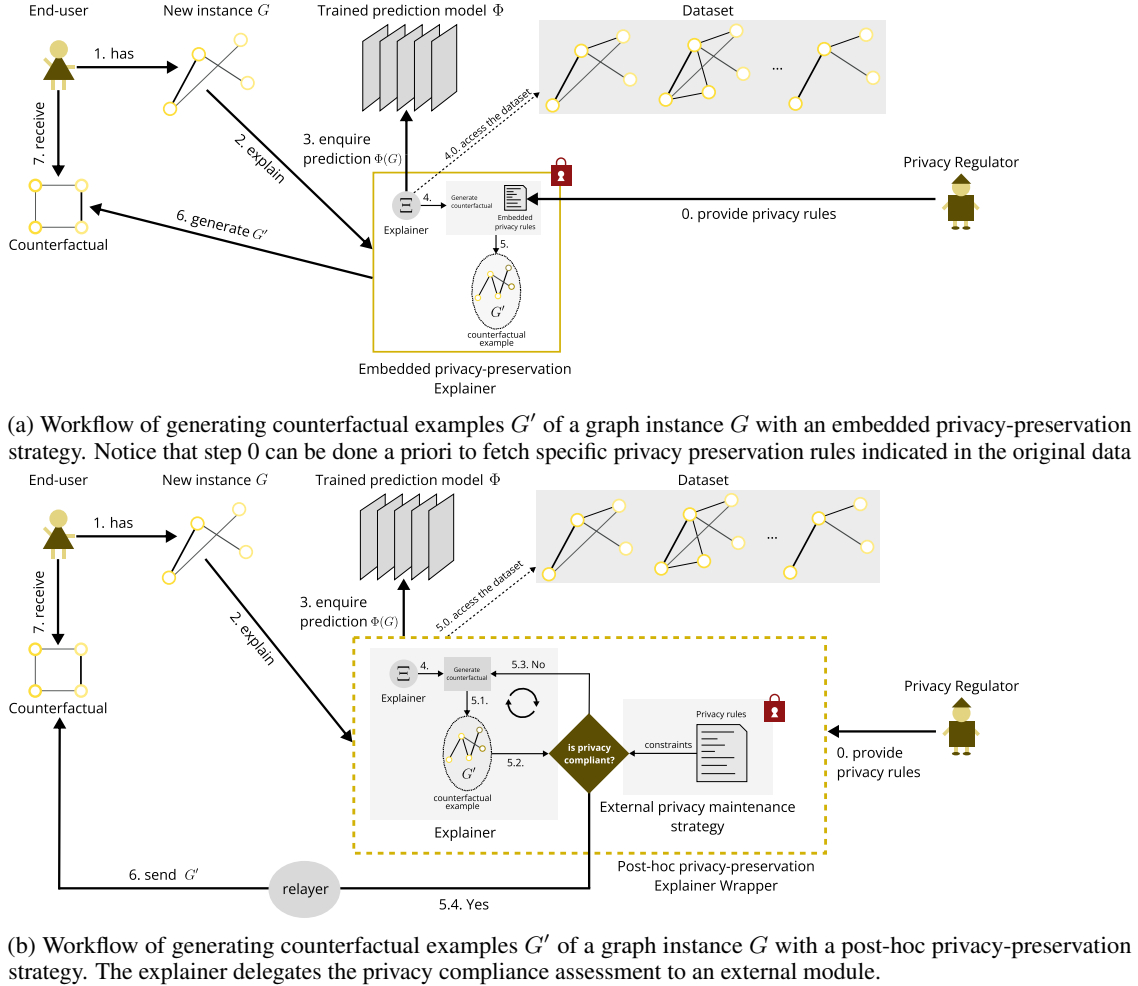 End-user
New instance G
Trained prediction model Φ
Dataset
1. has
...
7. receive
2. explain
3. enquire
prediction Φ(G)
4.0. access the dataset
Privacy Regulator
0. provide privacy rules
Ξ
4.
Generate
counterfactual
Embedded
privacy rules
Explainer
5.
G′
counterfactual
example
6. generate G′
Counterfactual
Embedded privacy-preservation
Explainer
(a) Workflow of generating counterfactual examples G′ of a graph instance G with an embedded privacy-preservation
strategy. Notice that step 0 can be done a priori to fetch specific privacy preservation rules indicated in the original data
End-user
New instance G
Trained prediction model Φ
Dataset
1. has
...
7. receive
2. explain
3. enquire
prediction Φ(G)
5.0. access the dataset
Counterfactual
Ξ
4.
Generate
counterfactual
5.3. No
Explainer
5.1.
G′
5.2.
counterfactual
example
Explainer
is privacy
compliant?
constraints
Privacy rules
External privacy maintenance
strategy
Privacy Regulator
0. provide
privacy rules
Post-hoc privacy-preservation
Explainer Wrapper
6. send G′
relayer
5.4. Yes
(b) Workflow of generating counterfactual examples G′ of a graph instance G with a post-hoc privacy-preservation
strategy. The explainer delegates the privacy compliance assessment to an external module.